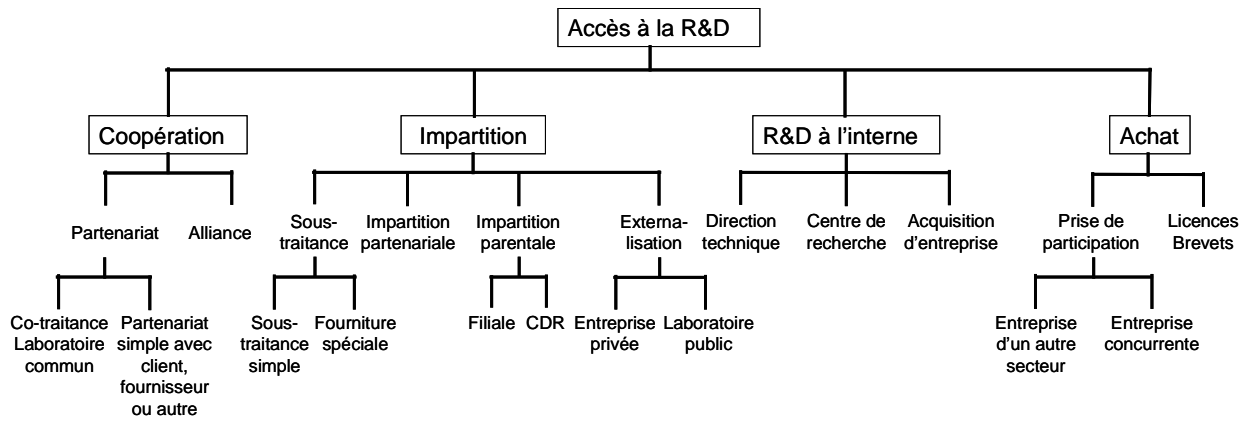 Accès à la R&D
Coopération
Impartition
R&D à l'interne
Achat
Partenariat
Alliance
Sous-
traitance
Impartition
partenariale
Impartition
parentale
Externa-
lisation
Direction
technique
Centre de
recherche
Acquisition
d'entreprise
Prise de
participation
Licences
Brevets
Co-traitance
Laboratoire
commun
Partenariat
simple avec
client,
fournisseur
ou autre
Sous-
traitance
simple
Fourniture
spéciale
Filiale
CDR
Entreprise
privée
Laboratoire
public
Entreprise
d'un autre
secteur
Entreprise
concurrente